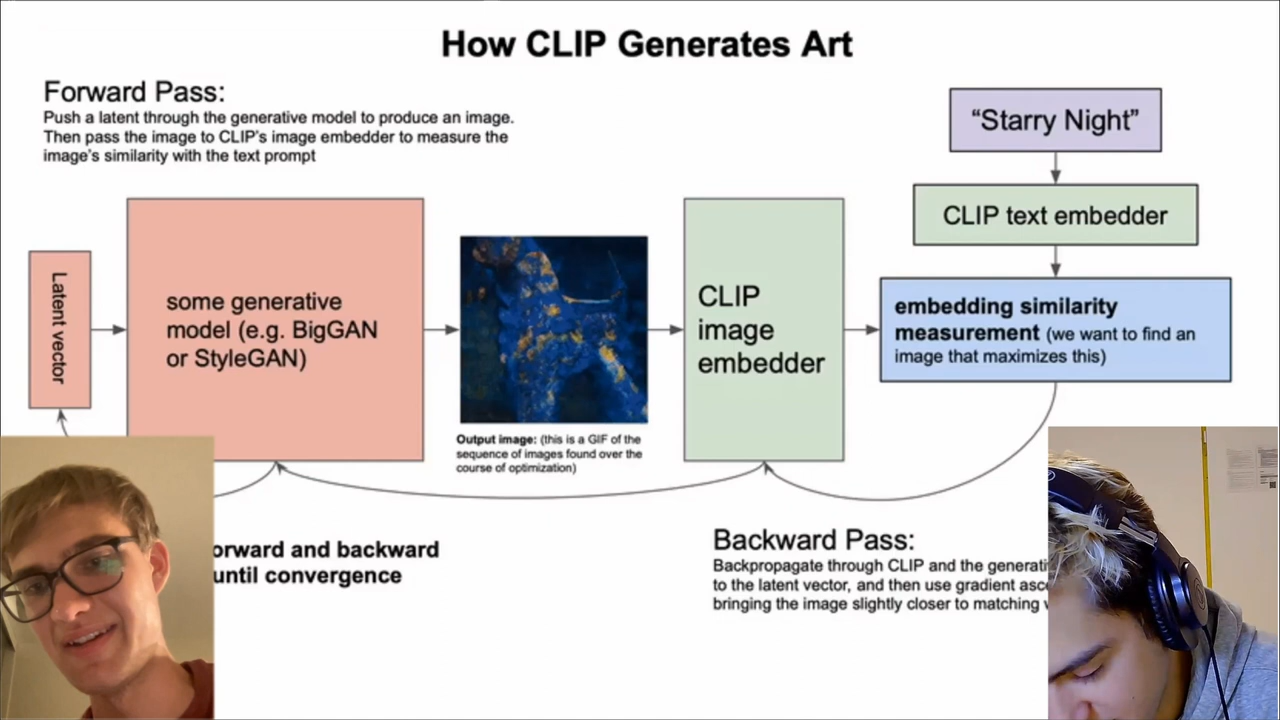 How CLIP Generates Art
Forward Pass:
Push a latent through the generative model to produce an image.
Then pass the image to CLIP's image embedder to measure the
image's similarity with the text prompt
“Starry Night”
CLIP text embedder
Latent vector
some generative
model (e.g. BigGAN
or StyleGAN)
CLIP
image
embedder
embedding similarity
measurement (we want to find an
image that maximizes this)
Output image: (this is a GIF of the
sequence of images found over the
course of optimization)
orward and backward
until convergence
Backward Pass:
Backpropagate through CLIP and the generati
to the latent vector, and then use gradient asce
bringing the image slightly closer to matching